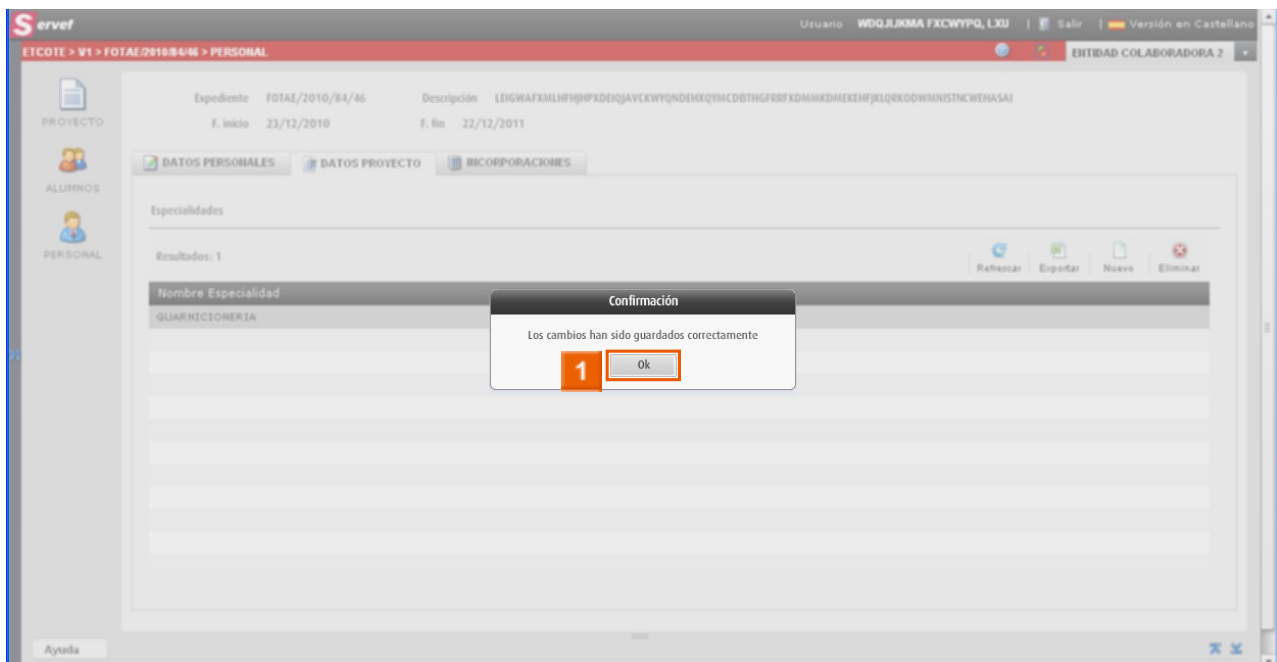 Servef
Usuario WDQJIJKMA FXCWYPQ, LXU | Salir | Versión en Castellano
ETCOTE > V1 > FOTAE/2010/84/46 > PERSONAL
ENTIDAD COLABORADORA 2
PROYECTO
ALUMNOS
PERSONAL
Expediente FOTAE/2010/84/46 Descripción
F. inicio 23/12/2010 F. fin 22/12/2011
DATOS PERSONALES DATOS PROYECTO INCORPORACIONES
Especialidades
Resultados: 1
Refrescar Exportar Nuevo Eliminar
Nombre Especialidad
GUARNICIONERIA
Confirmación
Los cambios han sido guardados correctamente
1 Ok
Ayuda